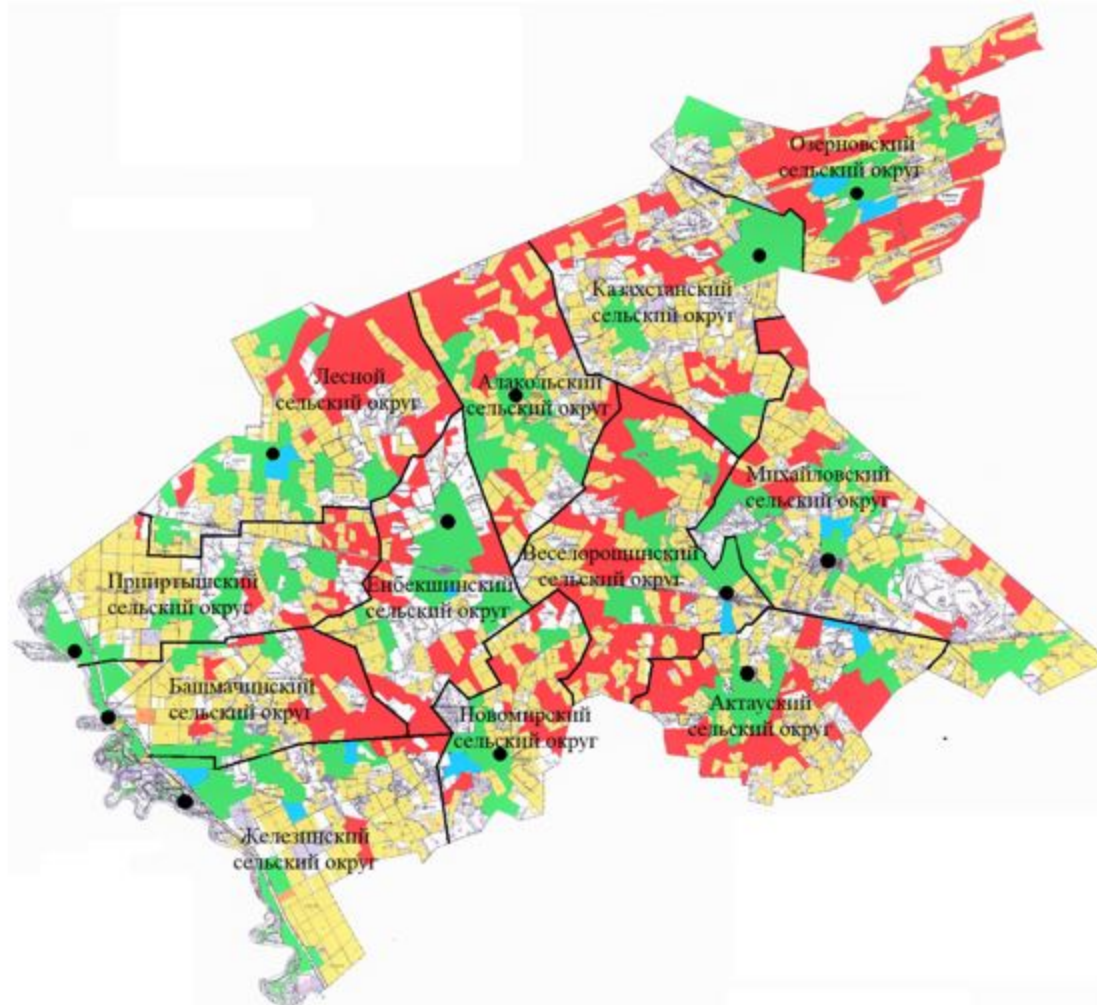 Озерновский
сельский округ
Казахстанский
сельский округ
Лесной
сельский округ
Алакольский
сельский округ
Михайловский
сельский округ
Веселорощинский
сельский округ
Прииртышский
сельский округ
Енбекшинский
сельский округ
Башмачинский
сельский округ
Новомирский
сельский округ
Актауский
сельский округ
Железинский
сельский округ